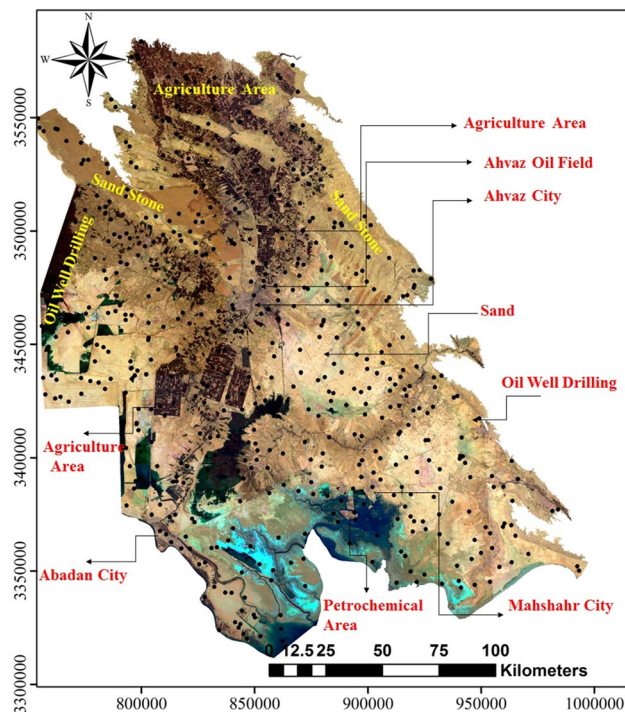 N
W
E
S
3550000
3500000
3450000
3400000
3350000
3300000
Agriculture Area
Sand Stone
Sand Stone
Oil Well Drilling
Agriculture Area
Ahvaz Oil Field
Ahvaz City
Sand
Oil Well Drilling
Agriculture
Area
Abadan City
Petrochemical
Area
Mahshahr City
0 12.5 25 50 75 100
Kilometers
800000 850000 900000 950000 1000000